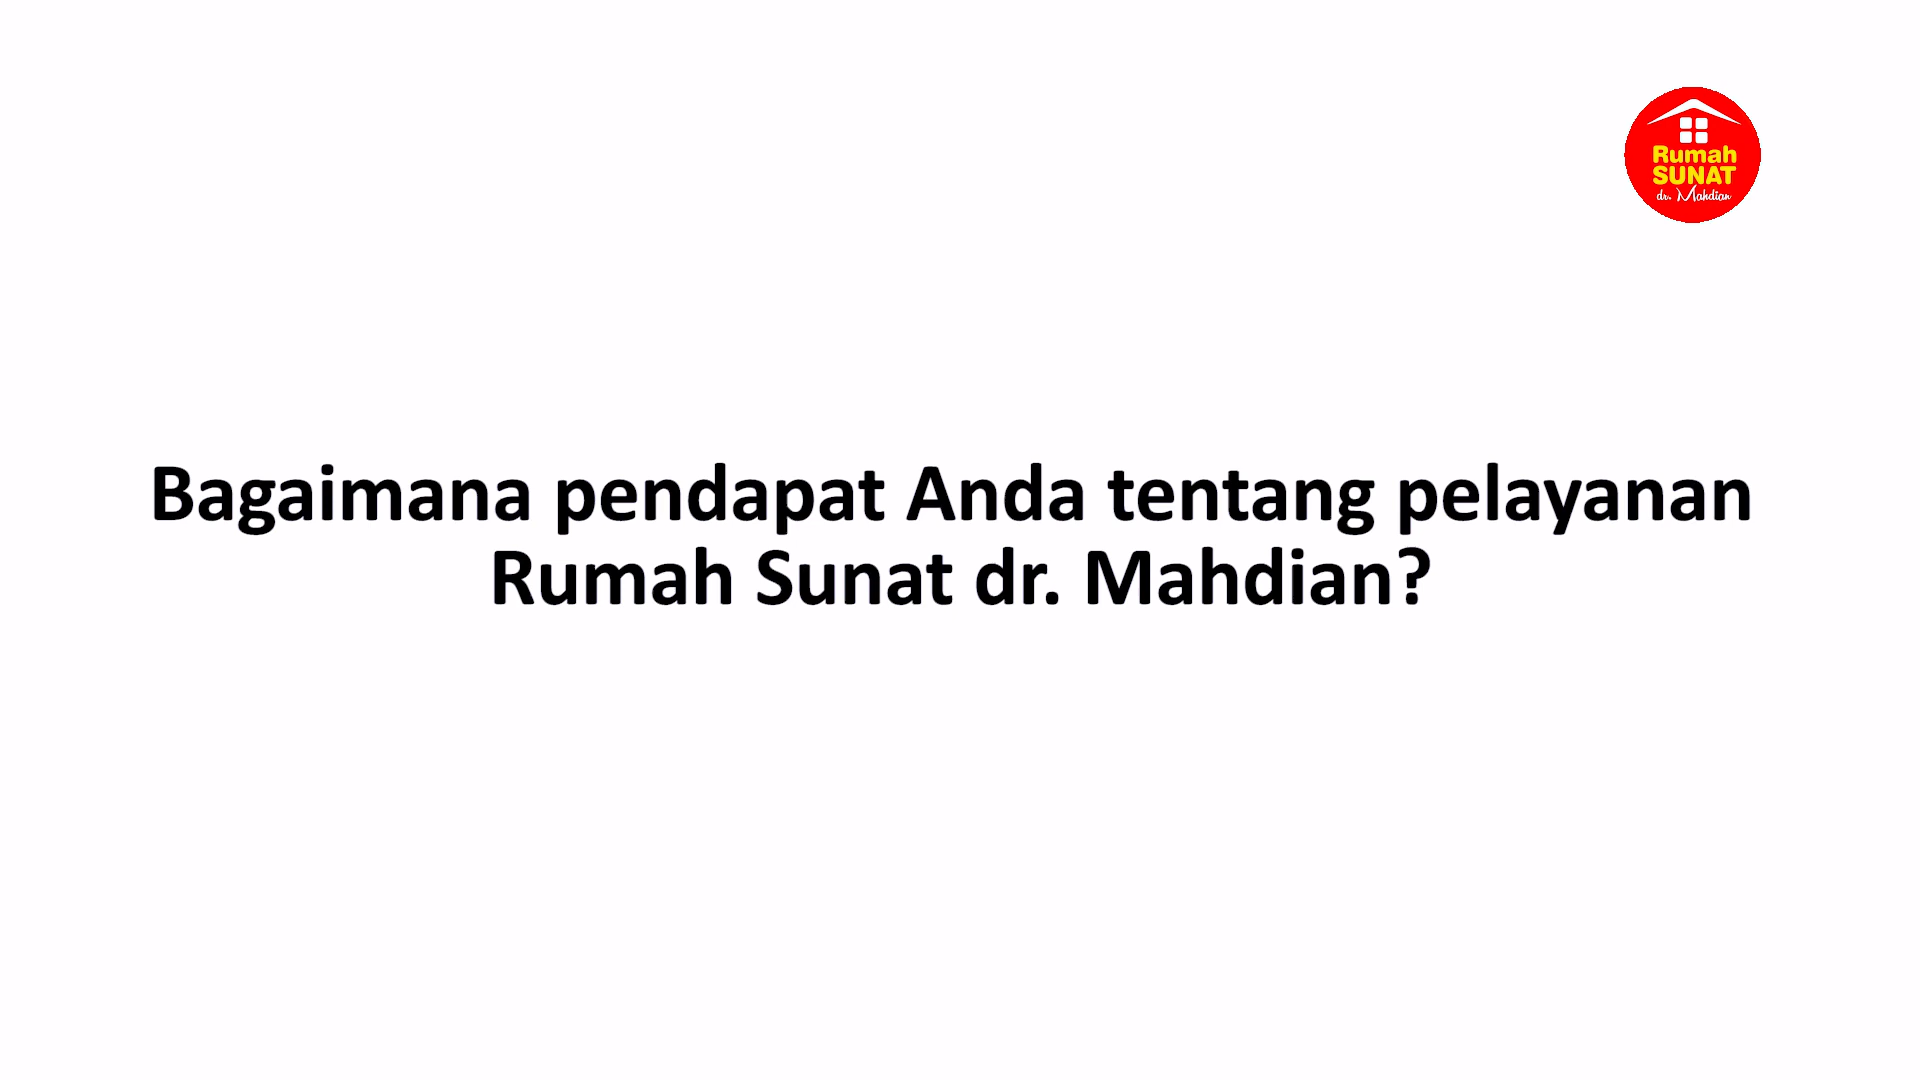 Rumah
SUNAT
dr. Mahdian
Bagaimana pendapat Anda tentang pelayanan
Rumah Sunat dr. Mahdian?